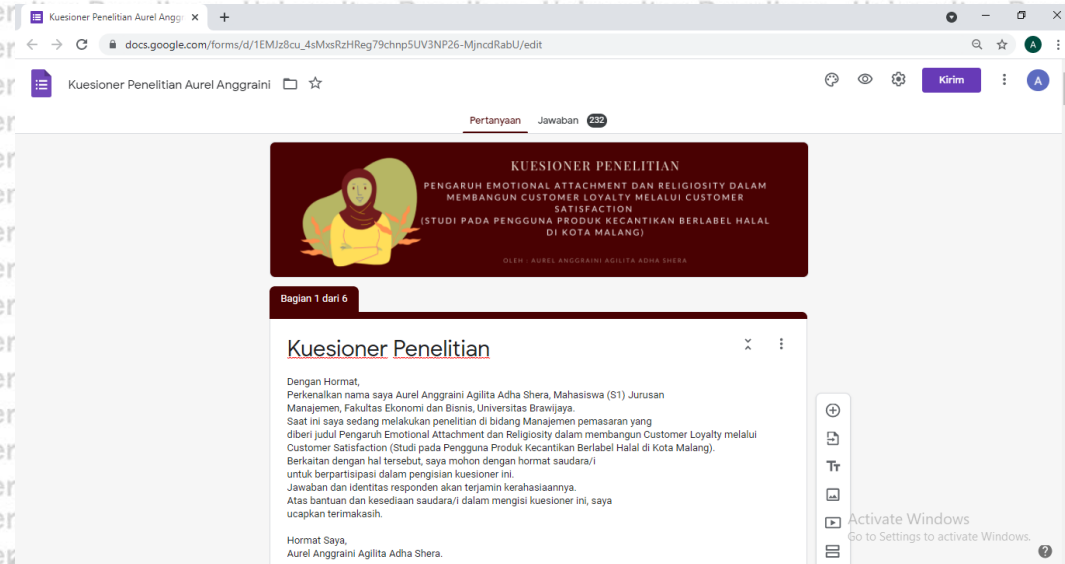 Kuesioner Penelitian Aurel Anggr
docs.google.com/forms/d/1EMJz8cu_4sMxsRzHReg79chnp5UV3NP26-MjncdRabU/edit
A
Kuesioner Penelitian Aurel Anggraini
Kirim
A
Pertanyaan Jawaban 232
KUESIONER PENELITIAN
PENGARUH EMOTIONAL ATTACHMENT DAN RELIGIOSITY DALAM
MEMBANGUN CUSTOMER LOYALTY MELALUI CUSTOMER
SATISFACTION
(STUDI PADA PENGGUNA PRODUK KECANTIKAN BERLABEL HALAL
DI KOTA MALANG)
OLEH : AUREL ANGGRAINI AGILITA ADHA SHERA
Bagian 1 dari 6
Kuesioner Penelitian
Dengan Hormat,
Perkenalkan nama saya Aurel Anggraini Agilita Adha Shera, Mahasiswa (S1) Jurusan
Manajemen, Fakultas Ekonomi dan Bisnis, Universitas Brawijaya.
Saat ini saya sedang melakukan penelitian di bidang Manajemen pemasaran yang
diberi judul Pengaruh Emotional Attachment dan Religiosity dalam membangun Customer Loyalty melalui
Customer Satisfaction (Studi pada Pengguna Produk Kecantikan Berlabel Halal di Kota Malang).
Berkaitan dengan hal tersebut, saya mohon dengan hormat saudara/i
untuk berpartisipasi dalam pengisian kuesioner ini.
Jawaban dan identitas responden akan terjamin kerahasiaannya.
Atas bantuan dan kesediaan saudara/i dalam mengisi kuesioner ini, saya
ucapkan terimakasih.
Hormat Saya,
Aurel Anggraini Agilita Adha Shera.
Tт
Activate Windows
Go to Settings to activate Windows.